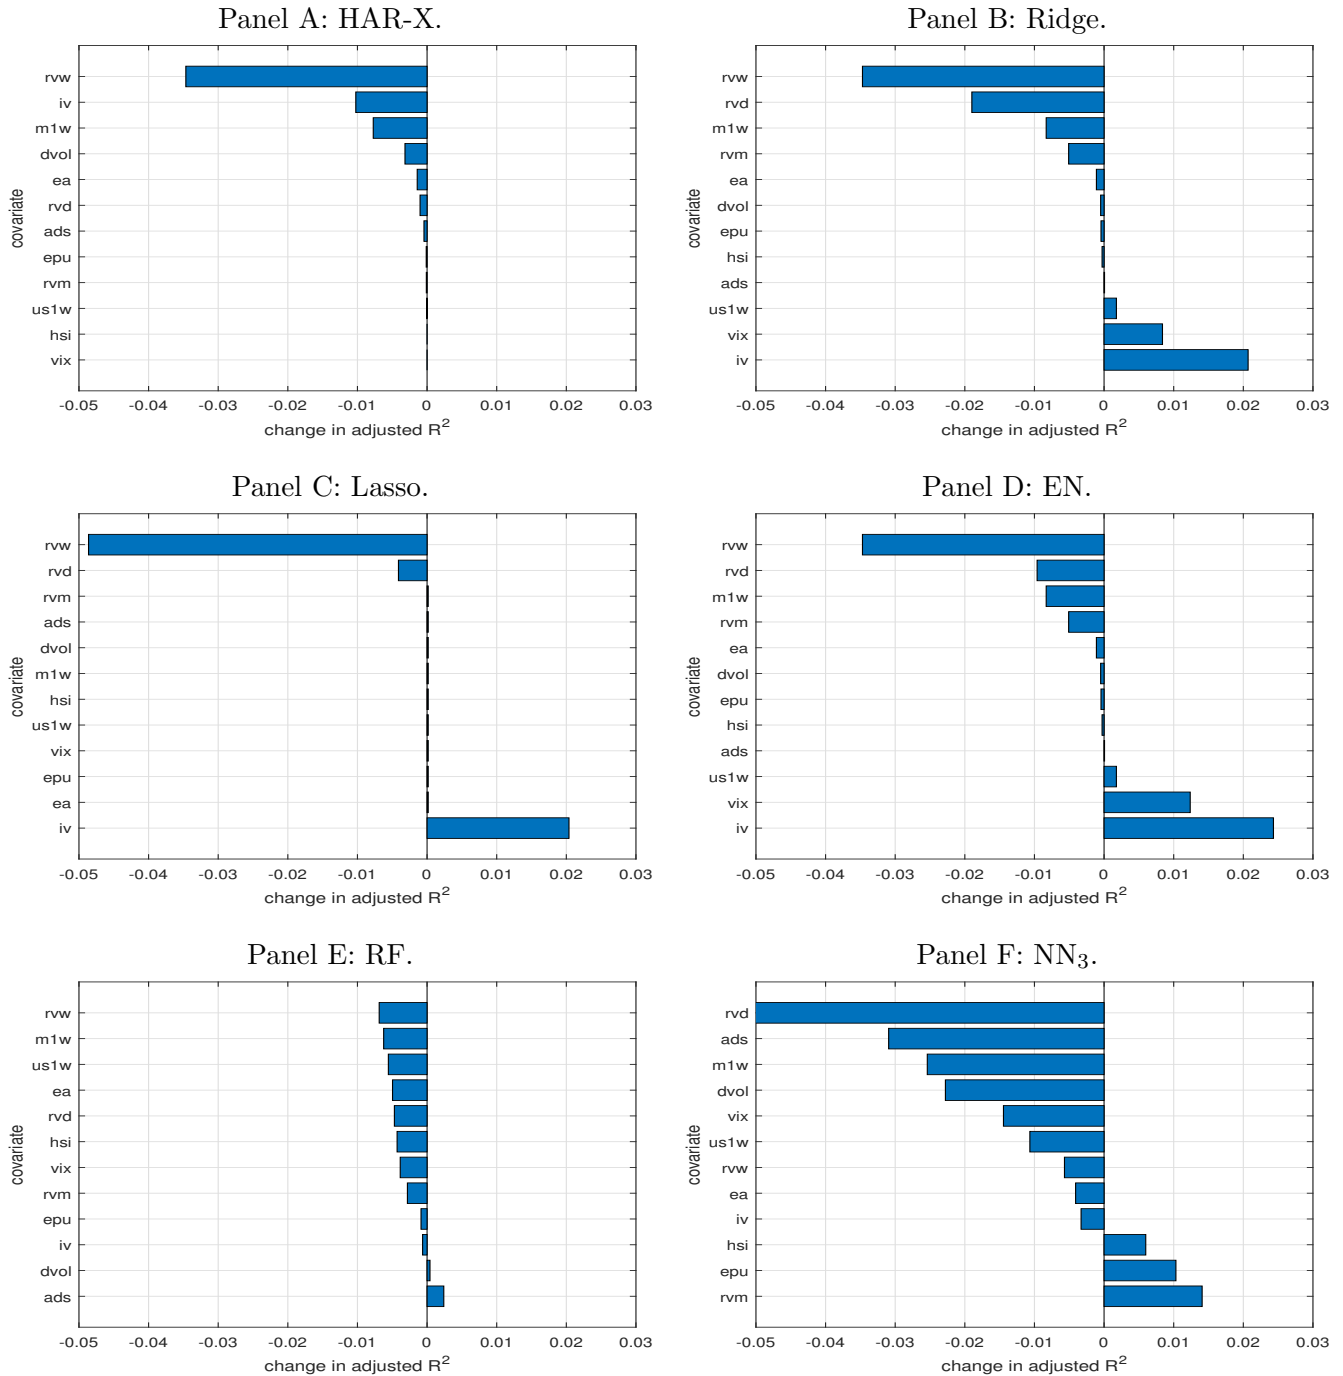 Panel A: HAR-X.
covariate
rvw
iv
m1w
dvol
ea
rvd
ads
epu
rvm
us1w
hsi
vix
-0.05 -0.04 -0.03 -0.02 -0.01 0 0.01 0.02 0.03
change in adjusted R²
Panel B: Ridge.
covariate
rvw
rvd
m1w
rvm
ea
dvol
epu
hsi
ads
us1w
vix
iv
-0.05 -0.04 -0.03 -0.02 -0.01 0 0.01 0.02 0.03
change in adjusted R²
Panel C: Lasso.
covariate
rvw
rvd
rvm
ads
dvol
m1w
hsi
us1w
vix
epu
ea
iv
-0.05 -0.04 -0.03 -0.02 -0.01 0 0.01 0.02 0.03
change in adjusted R²
Panel D: EN.
covariate
rvw
rvd
m1w
rvm
ea
dvol
epu
hsi
ads
us1w
vix
iv
-0.05 -0.04 -0.03 -0.02 -0.01 0 0.01 0.02 0.03
change in adjusted R²
Panel E: RF.
covariate
rvw
m1w
us1w
ea
rvd
hsi
vix
rvm
epu
iv
dvol
ads
-0.05 -0.04 -0.03 -0.02 -0.01 0 0.01 0.02 0.03
change in adjusted R²
Panel F: NN₃.
covariate
rvd
ads
m1w
dvol
vix
us1w
rvw
ea
iv
hsi
epu
rvm
-0.05 -0.04 -0.03 -0.02 -0.01 0 0.01 0.02 0.03
change in adjusted R²